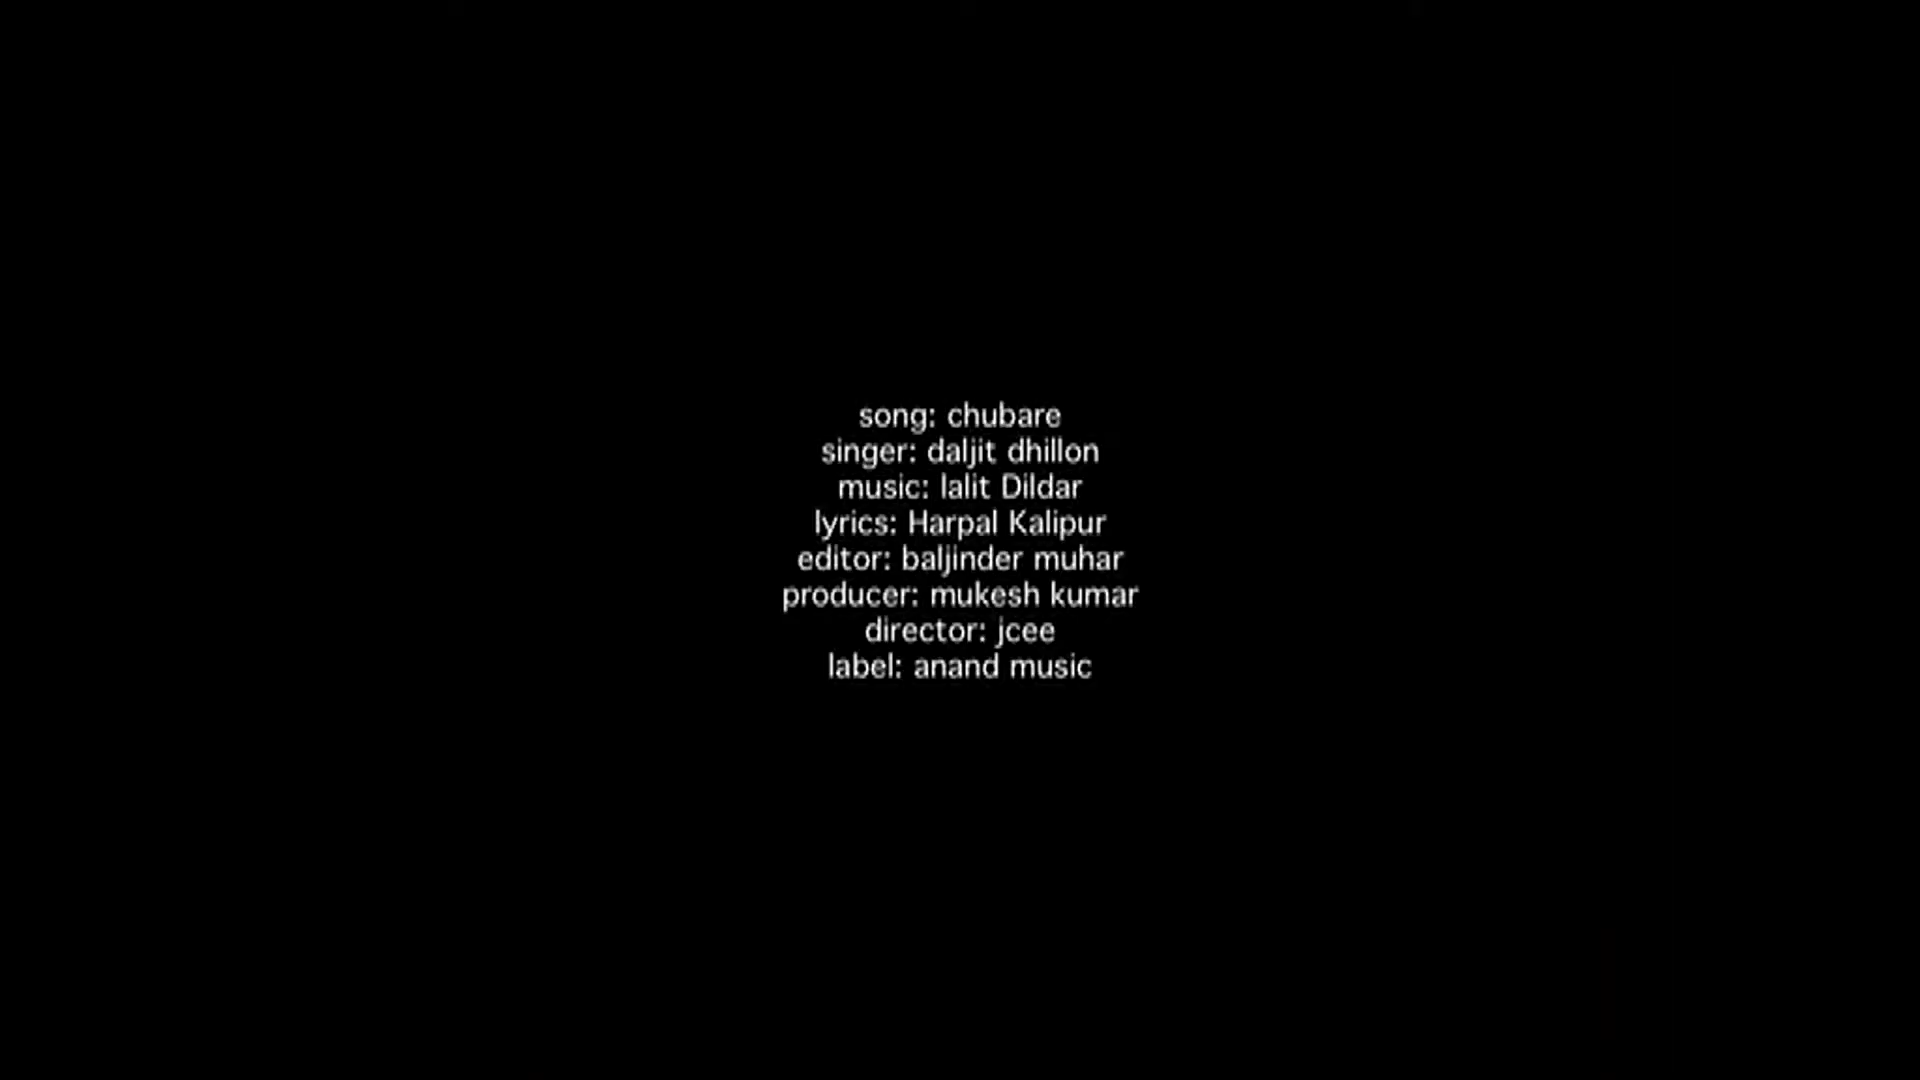 song: chubare
singer: daljit dhillon
music: lalit Dildar
lyrics: Harpal Kalipur
editor: baljinder muhar
producer: mukesh kumar
director: jcee
label: anand music